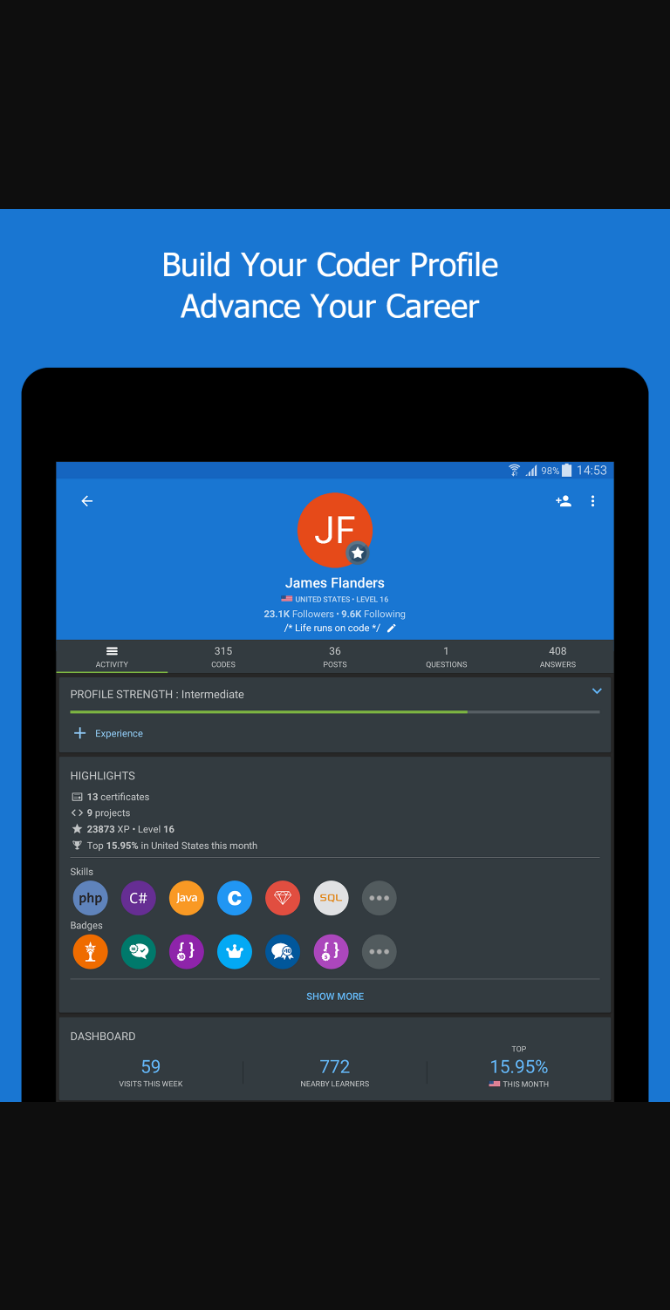 Build Your Coder Profile
Advance Your Career
98% 14:53
JF
James Flanders
UNITED STATES • LEVEL 16
23.1K Followers • 9.6K Following
/* Life runs on code */
ACTIVITY
315
CODES
36
POSTS
1
QUESTIONS
408
ANSWERS
PROFILE STRENGTH : Intermediate
+ Experience
HIGHLIGHTS
13 certificates
9 projects
23873 XP • Level 16
Top 15.95% in United States this month
Skills
php C# Java C SQL
Badges
SHOW MORE
DASHBOARD
59
VISITS THIS WEEK
772
NEARBY LEARNERS
TOP
15.95%
THIS MONTH